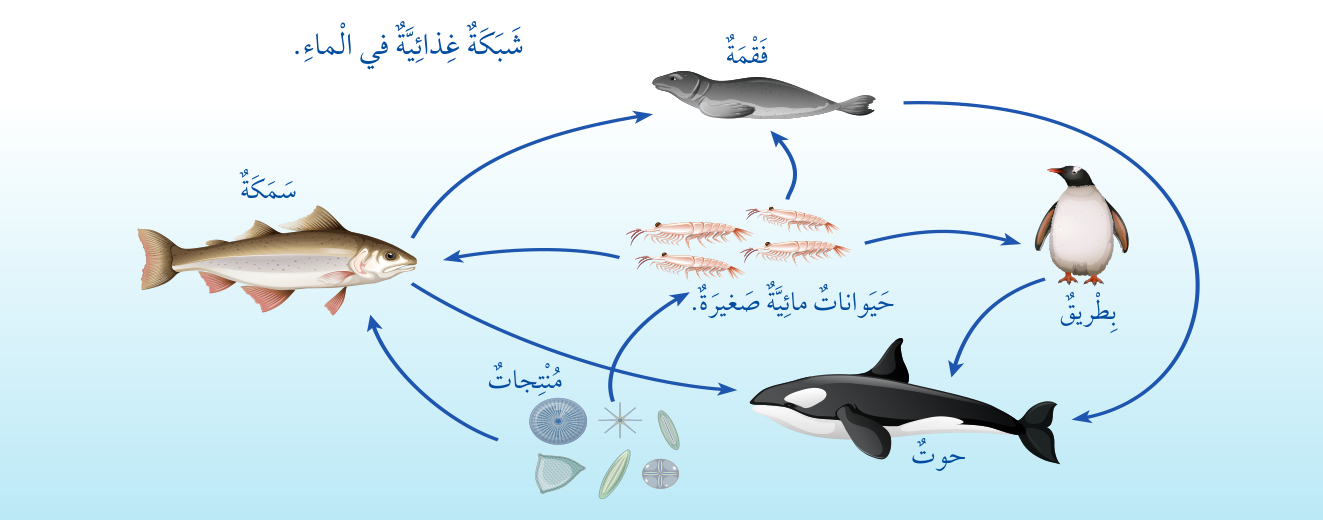 شَبَكَةٌ غِذائِيَّةٌ في الْماءِ.
فَقْمَةٌ
سَمَكَةٌ
حَيَواناتٌ مائِيَّةٌ صَغيرَةٌ.
بِطْريقٌ
مُنْتِجاتٌ
حوتٌ